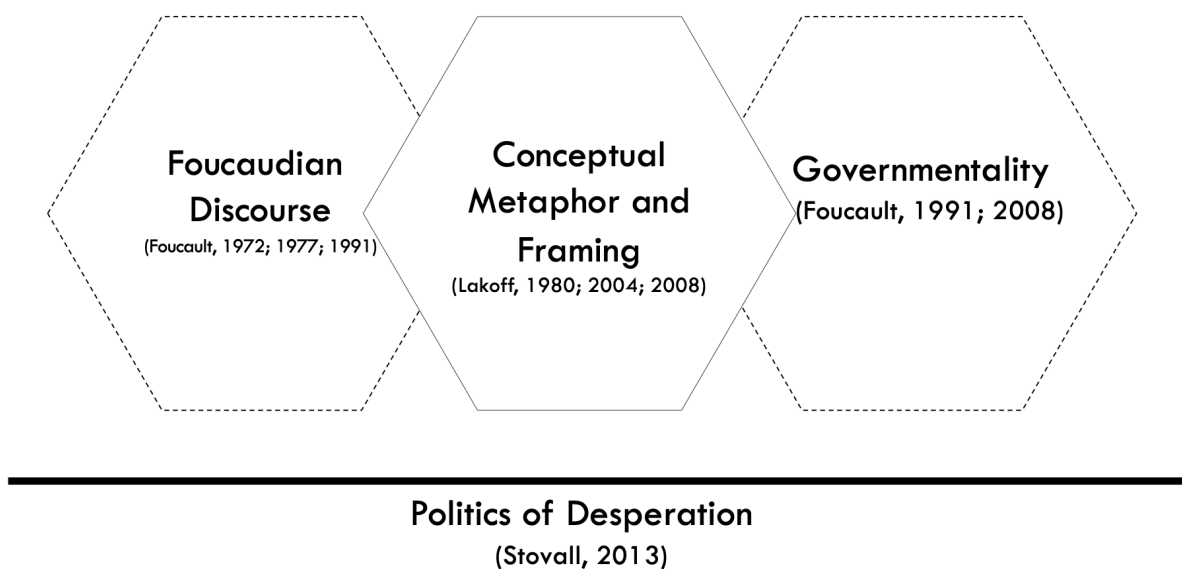 Foucaudian
Discourse
(Foucault, 1972; 1977; 1991)
Conceptual
Metaphor and
Framing
(Lakoff, 1980; 2004; 2008)
Governmentality
(Foucault, 1991; 2008)
Politics of Desperation
(Stovall, 2013)